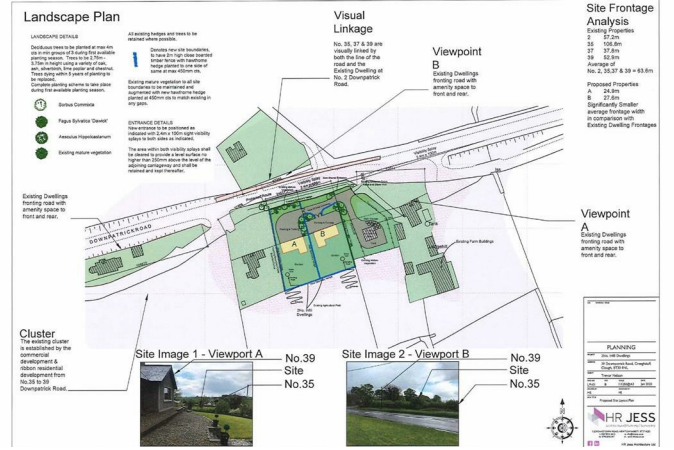 Landscape Plan
LANDSCAPE DETAILS
Deciduous trees to be planted at max 4m
cts in min groups of 3 during first available
planting season. Trees to be 2.75m -
3.75m in height using a variety of oak,
ash, silverbirch, lime poplar and chestnut.
Trees dying within 5 years of planting to
be replaced.
Complete planting scheme to take place
during first available planting season.
Sorbus Commixta
Fagus Sylvatica 'Dawick'
Aesculus Hippocastanum
Existing mature vegetation
All existing hedges and trees to be
retained where possible.
Denotes new site boundaries,
to have 2m high close boarded
timber fence with hawthorne
hedge planted to one side of
same at max 450mm cts.
Existing mature vegetation to all site
boundaries to be maintained and
augmented with new hawthorne hedge
planted at 450mm cts to match existing in
any gaps.
ENTRANCE DETAILS
New entrance to be positioned as
indicated with 2.4m x 100m sight visibility
splays to both sides as indicated.
The area within both visibility splays shall
be cleared to provide a level surface no
higher than 250mm above the level of the
adjoining carriageway and shall be
retained and kept thereafter.
Visual
Linkage
No. 35, 37 & 39 are
visually linked by
both the line of the
road and the
Existing Dwelling at
No. 2 Downpatrick
Road.
Viewpoint
B
Existing Dwellings
fronting road with
amenity space to
front and rear.
Site Frontage
Analysis
Existing Properties
2 57.2m
35 106.8m
37 37.6m
39 52.9m
Average of
No. 2, 35,37 & 39 = 63.6m
Proposed Properties
A 24.9m
B 27.6m
Significantly Smaller
average frontage width
in comparison with
Existing Dwelling Frontages
Existing Dwellings
fronting road with
amenity space to
front and rear.
DOWNPATRICK ROAD
A
B
Existing Farm Buildings
2no. Infill
Dwellings
Viewpoint
A
Existing Dwellings
fronting road with
amenity space to
front and rear.
Cluster
The existing cluster
is established by the
commercial
development &
ribbon residential
development from
No.35 to 39
Downpatrick Road.
Site Image 1 - Viewport A
No.39
Site
No.35
Site Image 2 - Viewport B
No.39
Site
No.35
PLANNING
2no. Infill Dwellings
Trevor Watson
HR JESS